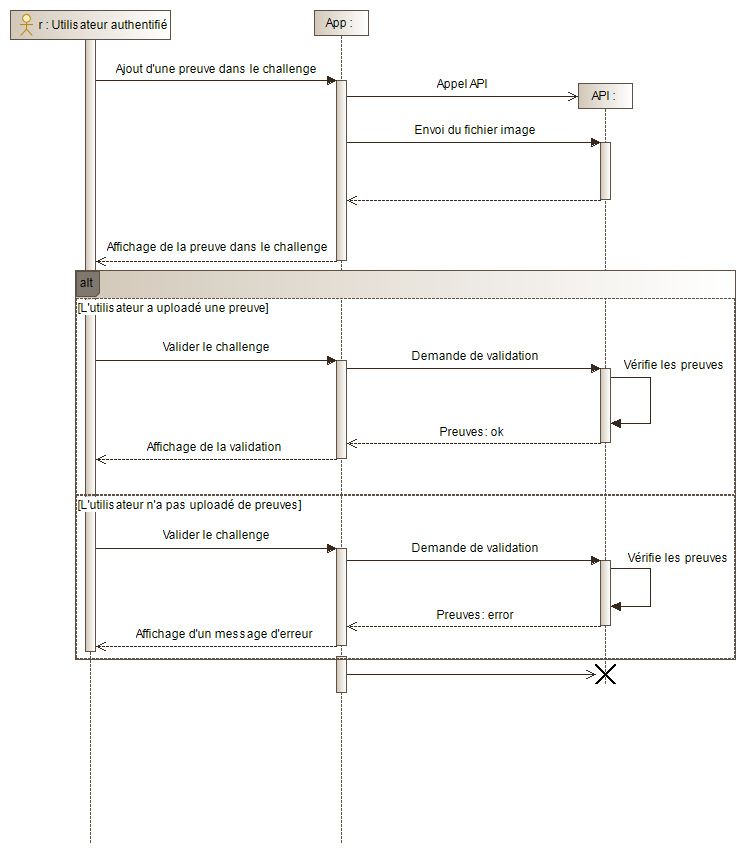 r : Utilisateur authentifié
App :
Ajout d'une preuve dans le challenge
Appel API
API :
Envoi du fichier image
Affichage de la preuve dans le challenge
alt
[L'utilisateur a uploadé une preuve]
Valider le challenge
Demande de validation
Vérifie les preuves
Preuves: ok
Affichage de la validation
[L'utilisateur n'a pas uploadé de preuves]
Valider le challenge
Demande de validation
Vérifie les preuves
Preuves: error
Affichage d'un message d'erreur